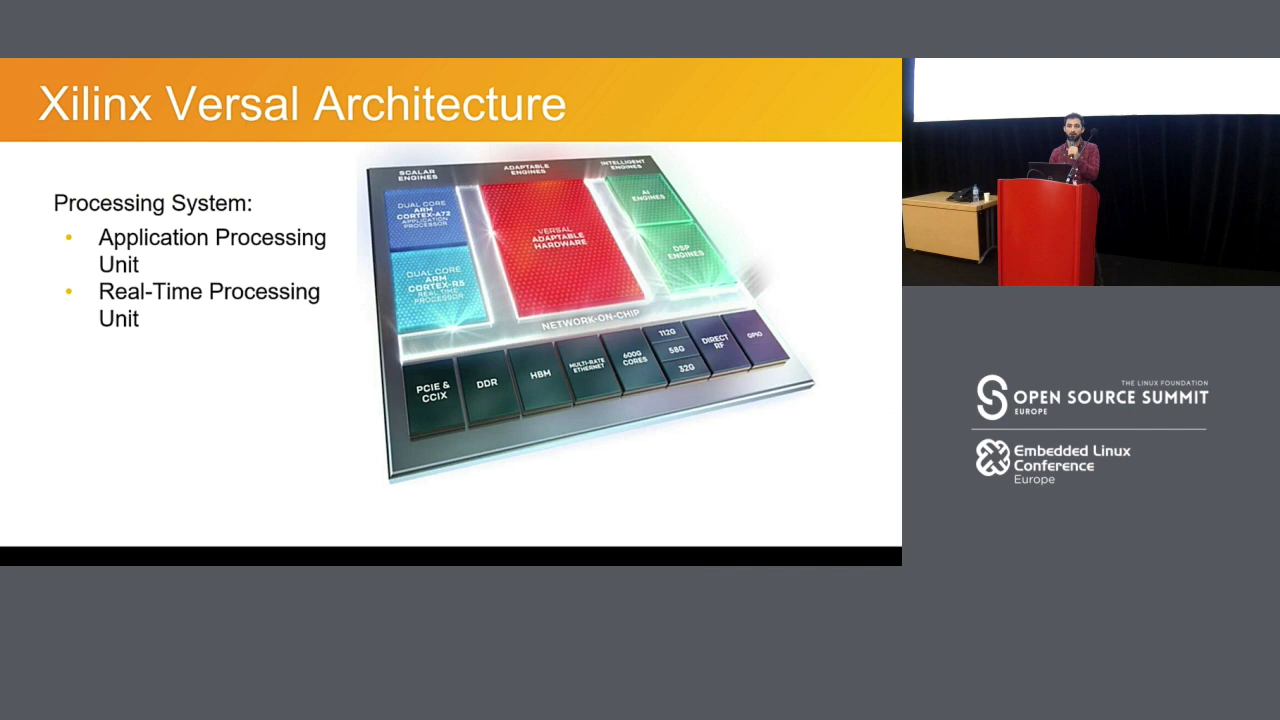 Xilinx Versal Architecture
Processing System:
• Application Processing
Unit
• Real-Time Processing
Unit
SCALAR
ENGINES
ADAPTABLE
ENGINES
INTELLIGENT
ENGINES
DUAL CORE
ARM
CORTEX-A72
APPLICATION
PROCESSOR
DUAL CORE
ARM
CORTEX-R5
REAL-TIME
PROCESSOR
VERSAL
ADAPTABLE
HARDWARE
AI
ENGINES
DSP
ENGINES
NETWORK-ON-CHIP
PCIE &
CCIX
DDR
HBM
MULTI-RATE
ETHERNET
600G
CORES
112G
58G
32G
DIRECT
RF
GPIO
THE LINUX FOUNDATION
OPEN SOURCE SUMMIT
EUROPE
Embedded Linux
Conference
Europe